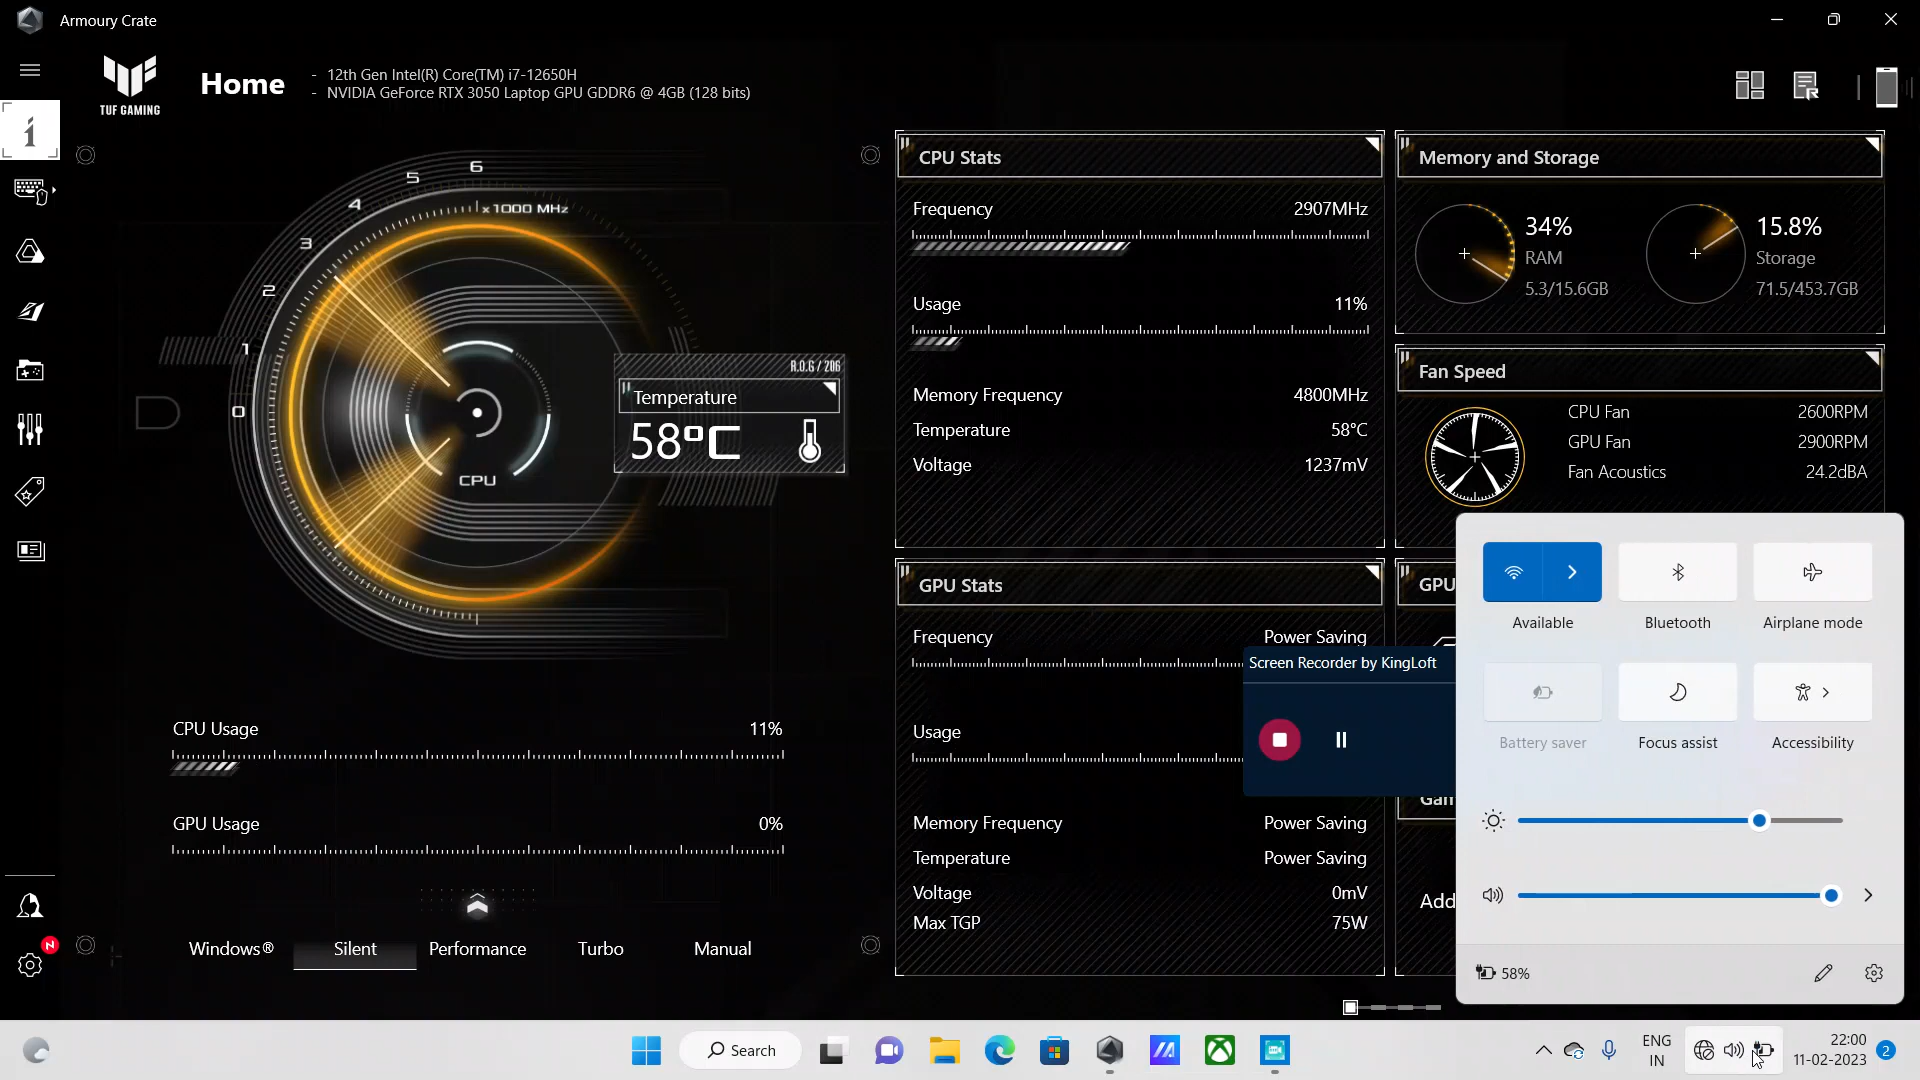 Armoury Crate
TUF GAMING
Home
- 12th Gen Intel(R) Core(TM) i7-12650H
- NVIDIA GeForce RTX 3050 Laptop GPU GDDR6 @ 4GB (128 bits)
6
5
4
3
2
1
0
x1000 MHz
CPU
R.O.G / 206
Temperature
58°C
CPU Usage 11%
GPU Usage 0%
Windows® Silent Performance Turbo Manual
CPU Stats
Frequency 2907MHz
Usage 11%
Memory Frequency 4800MHz
Temperature 58°C
Voltage 1237mV
GPU Stats
Frequency Power Saving
Usage
Memory Frequency Power Saving
Temperature Power Saving
Voltage 0mV
Max TGP 75W
Memory and Storage
34%
RAM
5.3/15.6GB
15.8%
Storage
71.5/453.7GB
Fan Speed
CPU Fan 2600RPM
GPU Fan 2900RPM
Fan Acoustics 24.2dBA
GPU
Add
Screen Recorder by KingLoft
Available Bluetooth Airplane mode
Battery saver Focus assist Accessibility
58%
N
Search
ENG
IN
22:00
11-02-2023
2